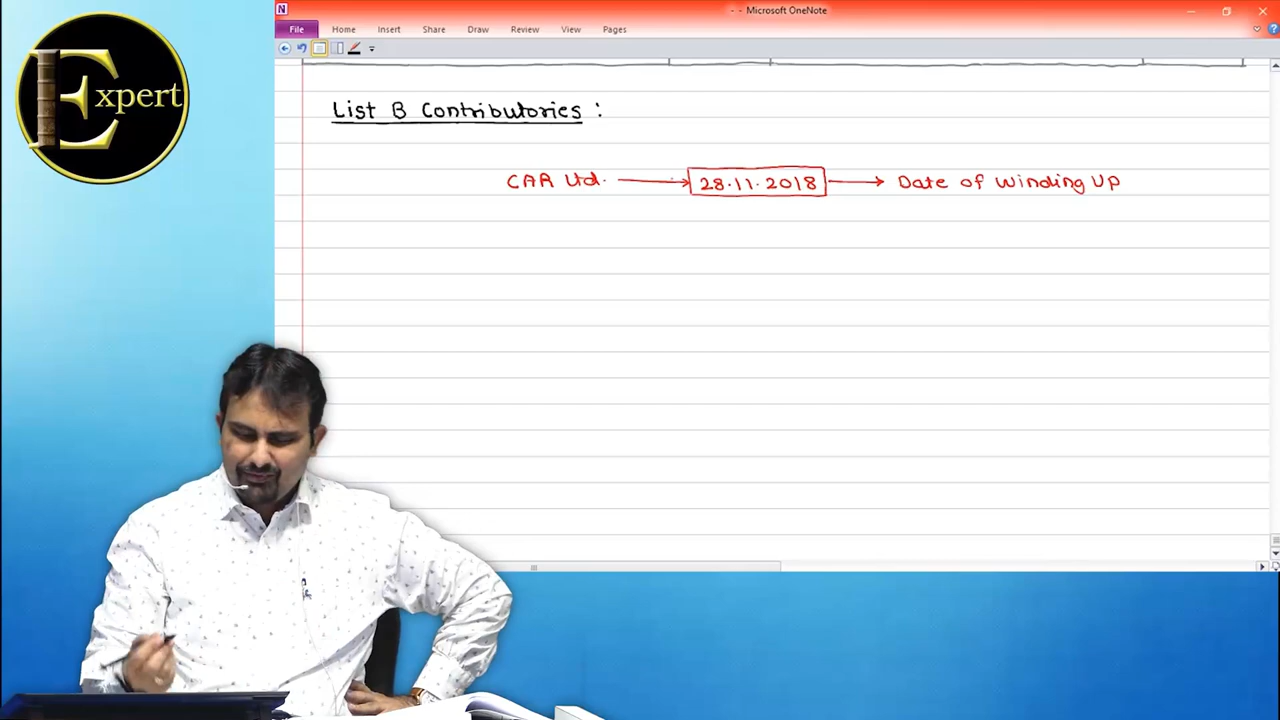 Expert
- - Microsoft OneNote
File Home Insert Share Draw Review View Pages
List B Contributories :
CAR Ltd. → 28.11.2018 → Date of Winding Up